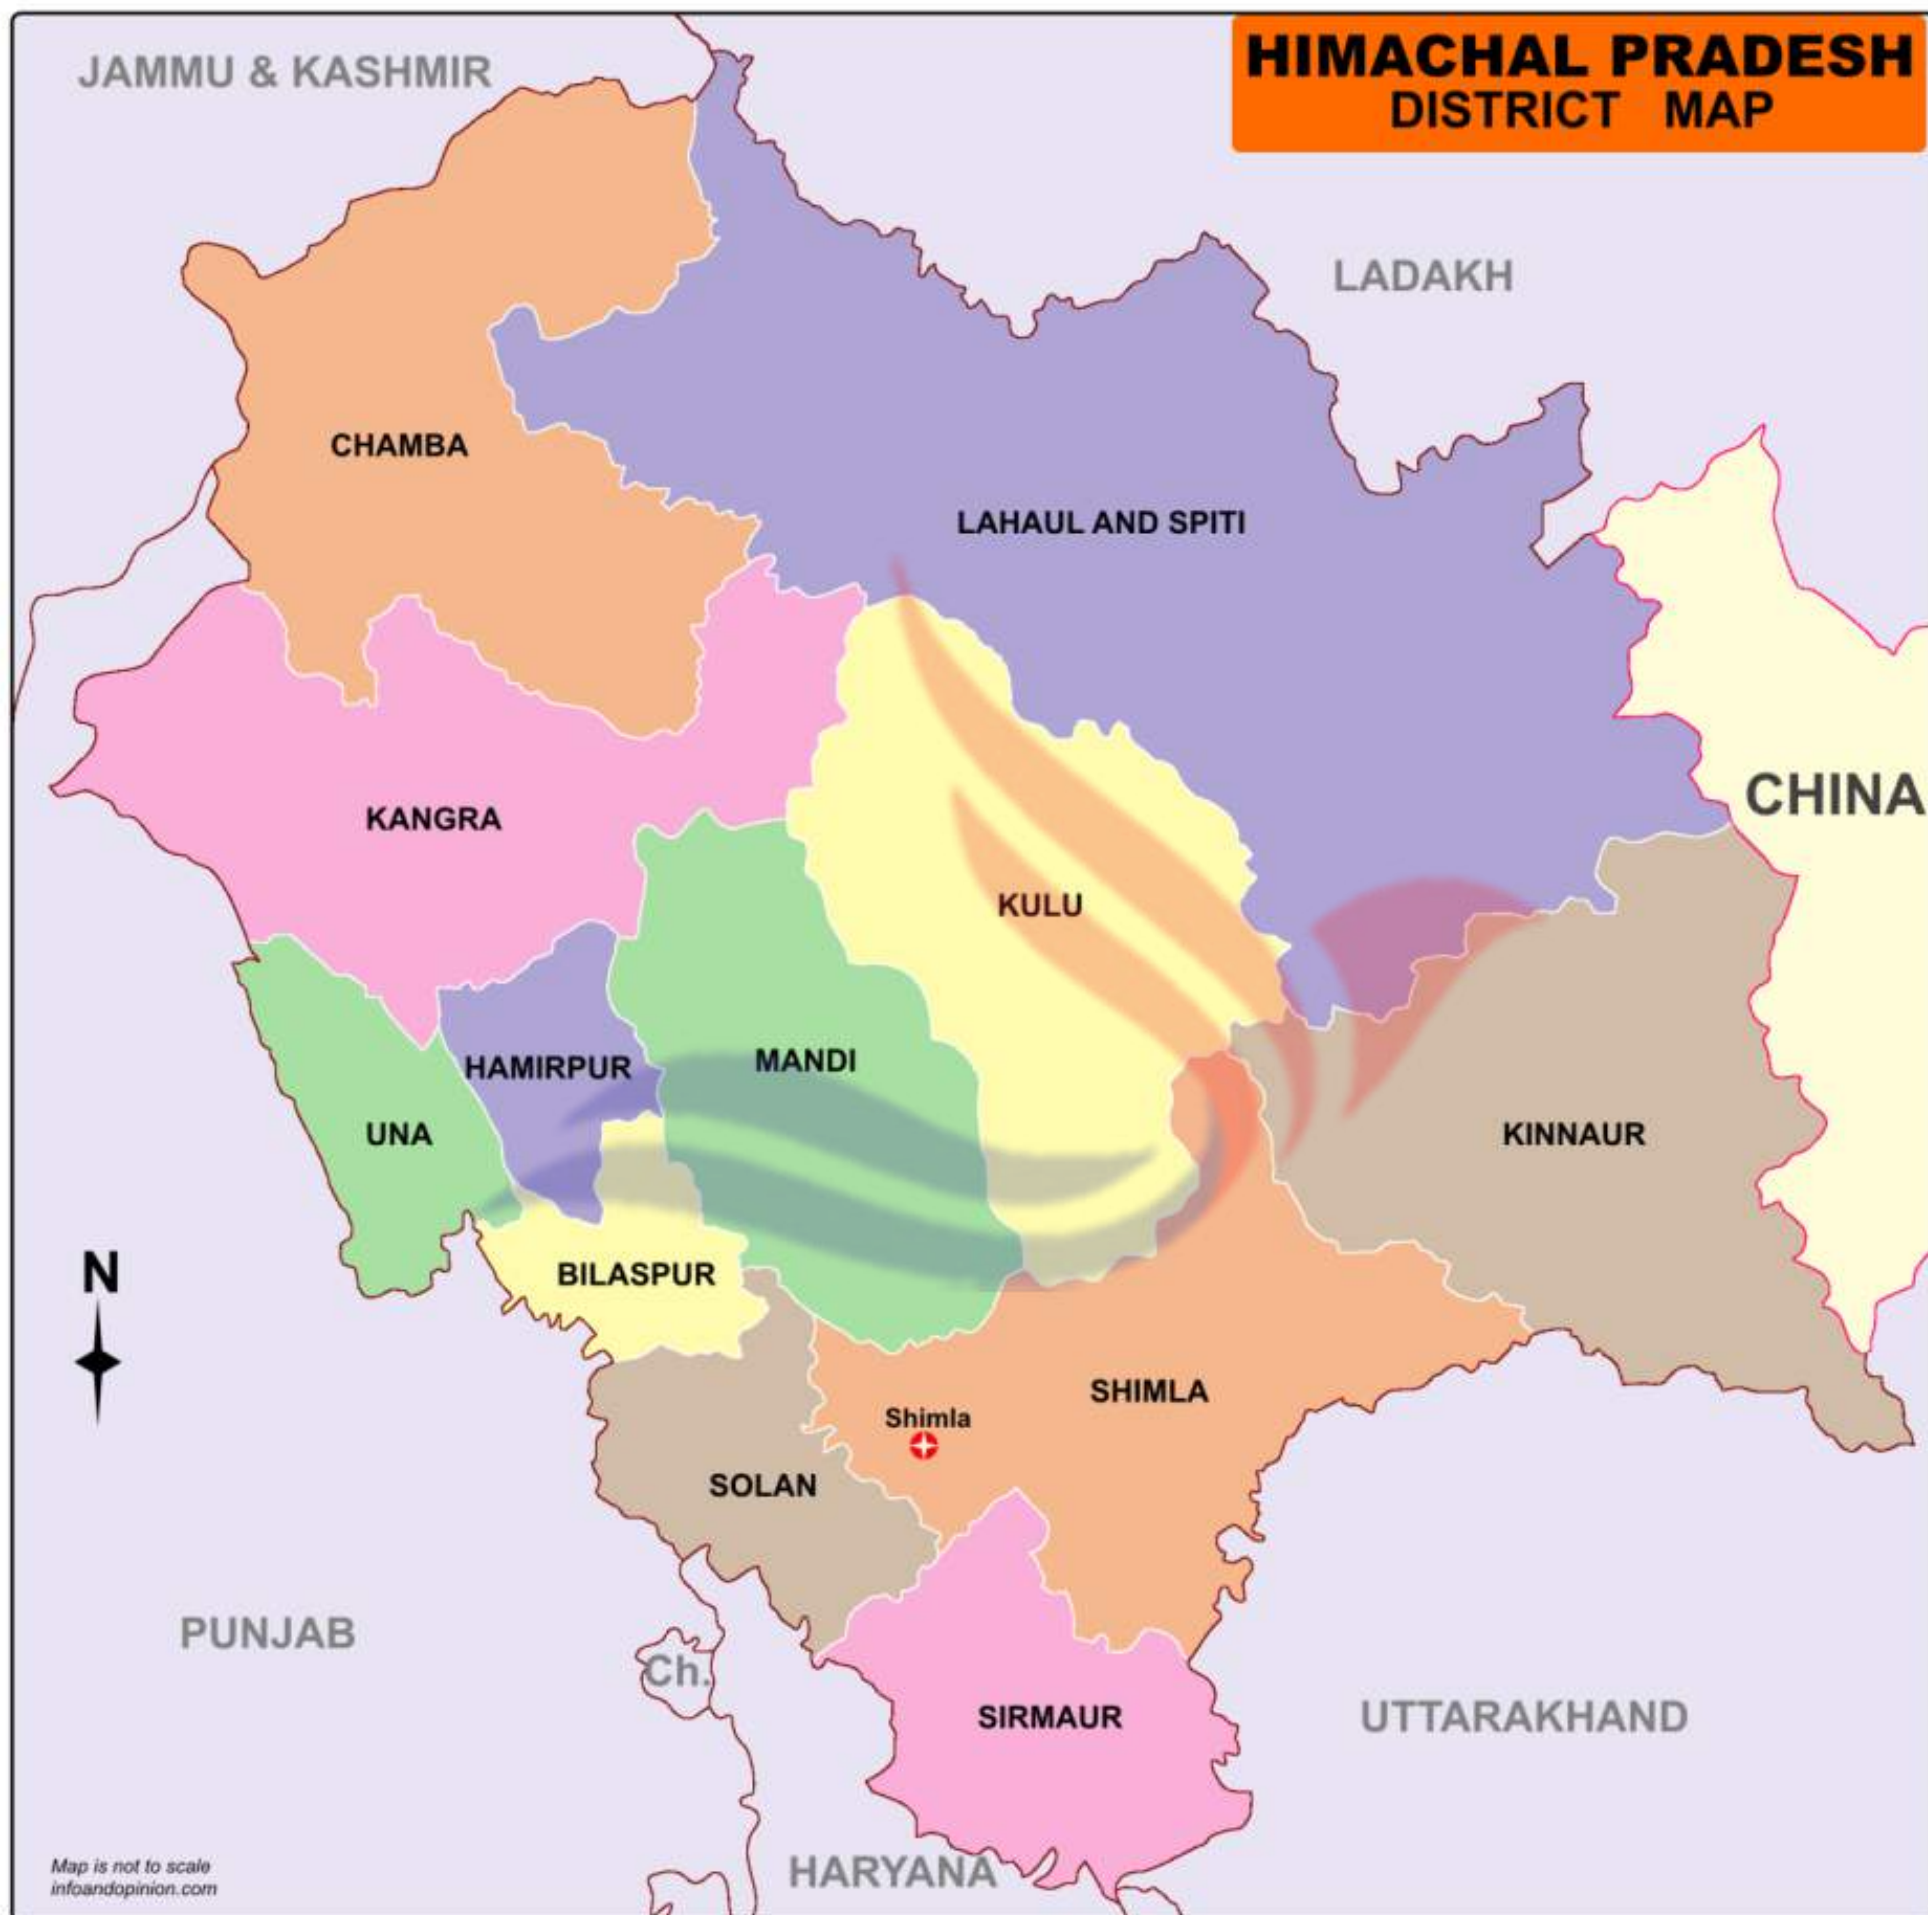 HIMACHAL PRADESH
DISTRICT MAP
JAMMU & KASHMIR
LADAKH
CHAMBA
LAHAUL AND SPITI
CHINA
KANGRA
KULU
HAMIRPUR
MANDI
UNA
KINNAUR
N
BILASPUR
SHIMLA
Shimla
SOLAN
PUNJAB
Ch.
SIRMAUR
UTTARAKHAND
HARYANA
Map is not to scale
infoandopinion.com